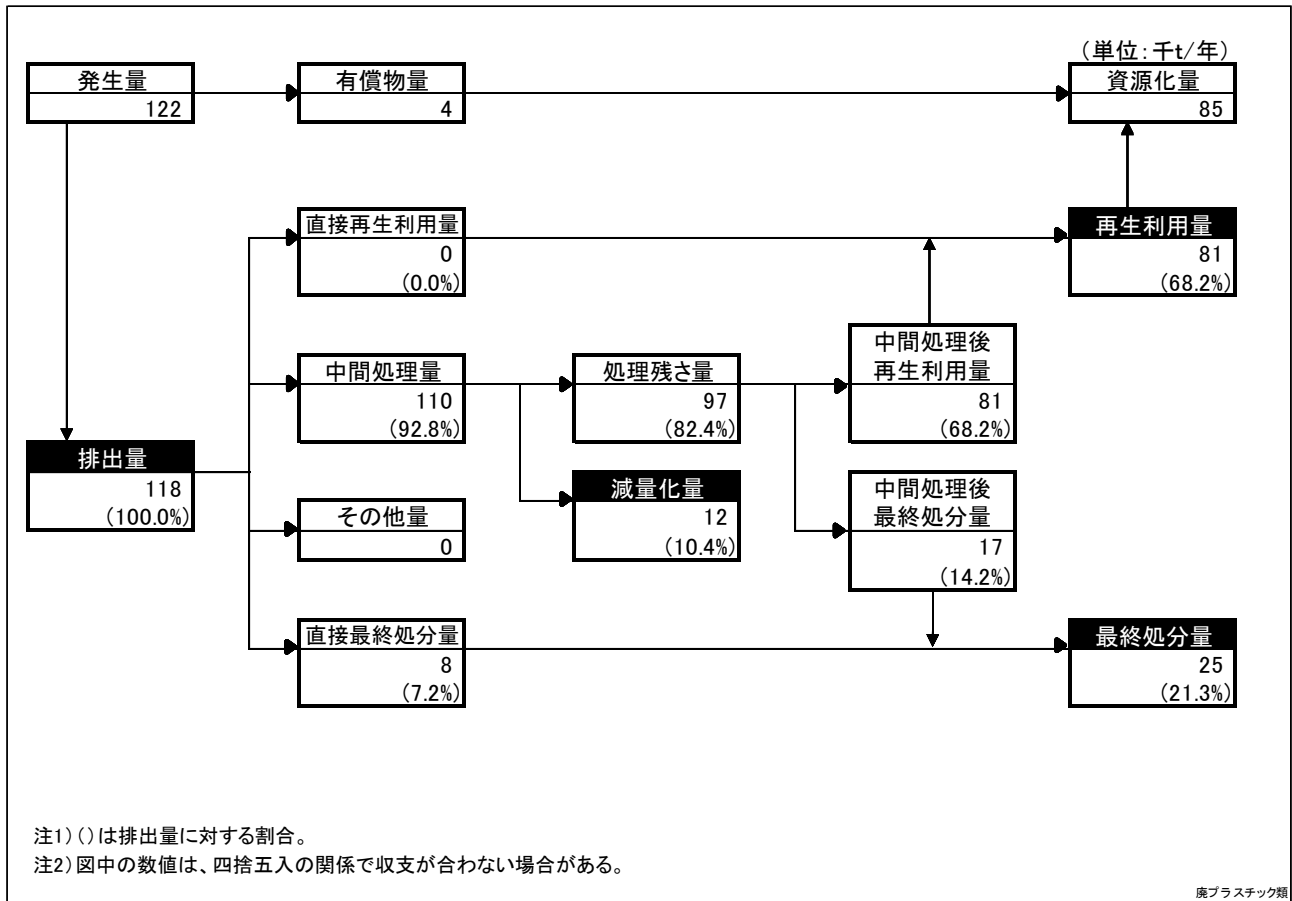 (単位:千t/年)
発生量
122
有償物量
4
資源化量
85
直接再生利用量
0
(0.0%)
再生利用量
81
(68.2%)
中間処理量
110
(92.8%)
処理残さ量
97
(82.4%)
中間処理後
再生利用量
81
(68.2%)
排出量
118
(100.0%)
減量化量
12
(10.4%)
中間処理後
最終処分量
17
(14.2%)
その他量
0
直接最終処分量
8
(7.2%)
最終処分量
25
(21.3%)
注1)()は排出量に対する割合。
注2)図中の数値は、四捨五入の関係で収支が合わない場合がある。
廃プラスチック類